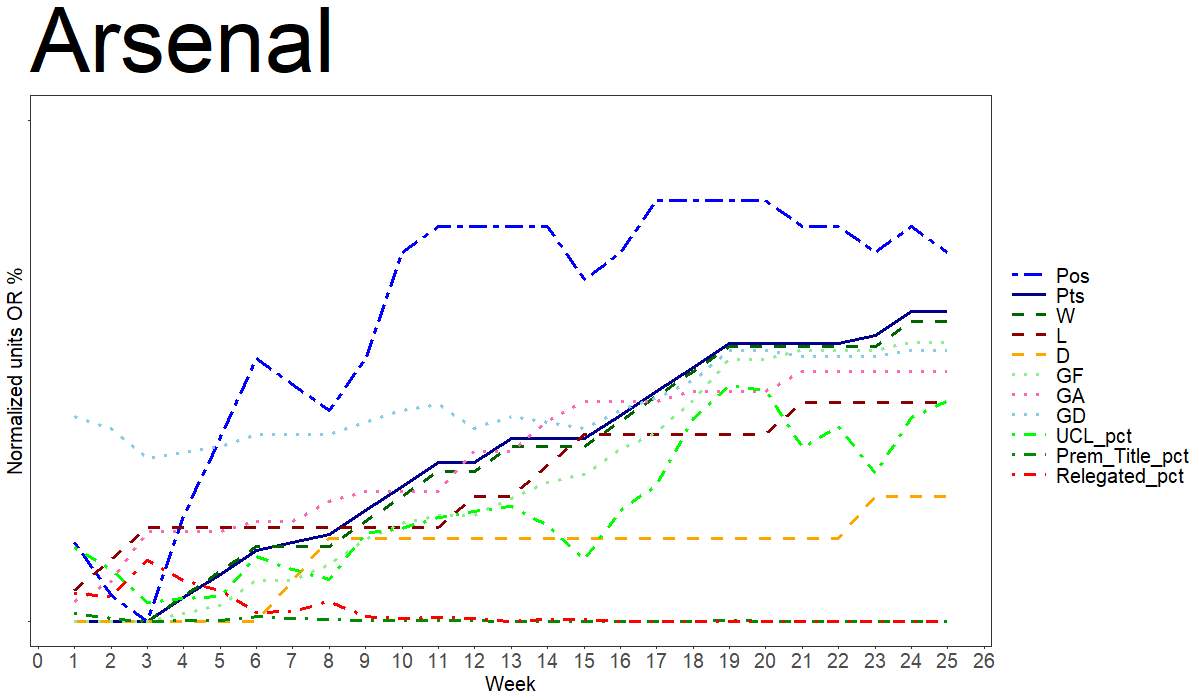 Arsenal
Normalized units OR %
Pos
Pts
W
L
D
GF
GA
GD
UCL_pct
Prem_Title_pct
Relegated_pct
0 1 2 3 4 5 6 7 8 9 10 11 12 13 14 15 16 17 18 19 20 21 22 23 24 25 26
Week